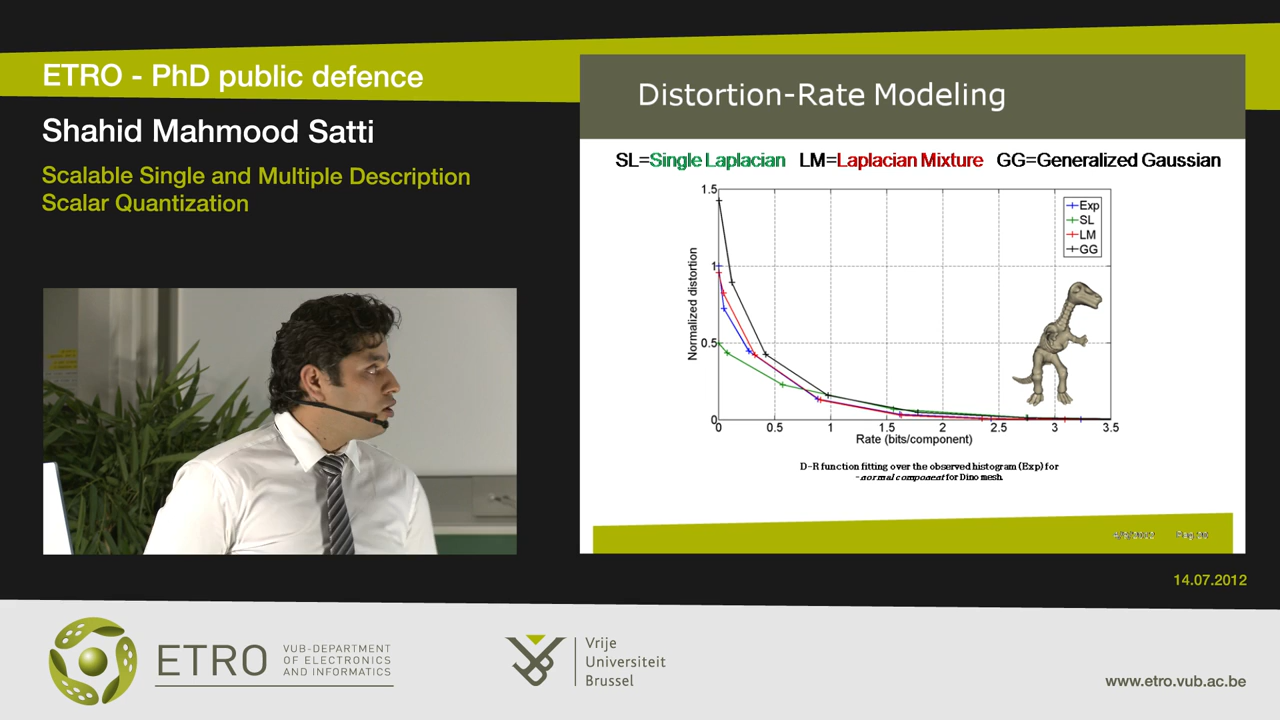 ETRO - PhD public defence
Shahid Mahmood Satti
Scalable Single and Multiple Description
Scalar Quantization
Distortion-Rate Modeling
SL=Single Laplacian LM=Laplacian Mixture GG=Generalized Gaussian
1.5
1
0.5
0
Normalized distortion
Exp
SL
LM
GG
0 0.5 1 1.5 2 2.5 3 3.5
Rate (bits/component)
D-R function fitting over the observed histogram (Exp) for
-normal component for Dino mesh.
14.07.2012
ETRO
VUB-DEPARTMENT
OF ELECTRONICS
AND INFORMATICS
Vrije
Universiteit
Brussel
www.etro.vub.ac.be